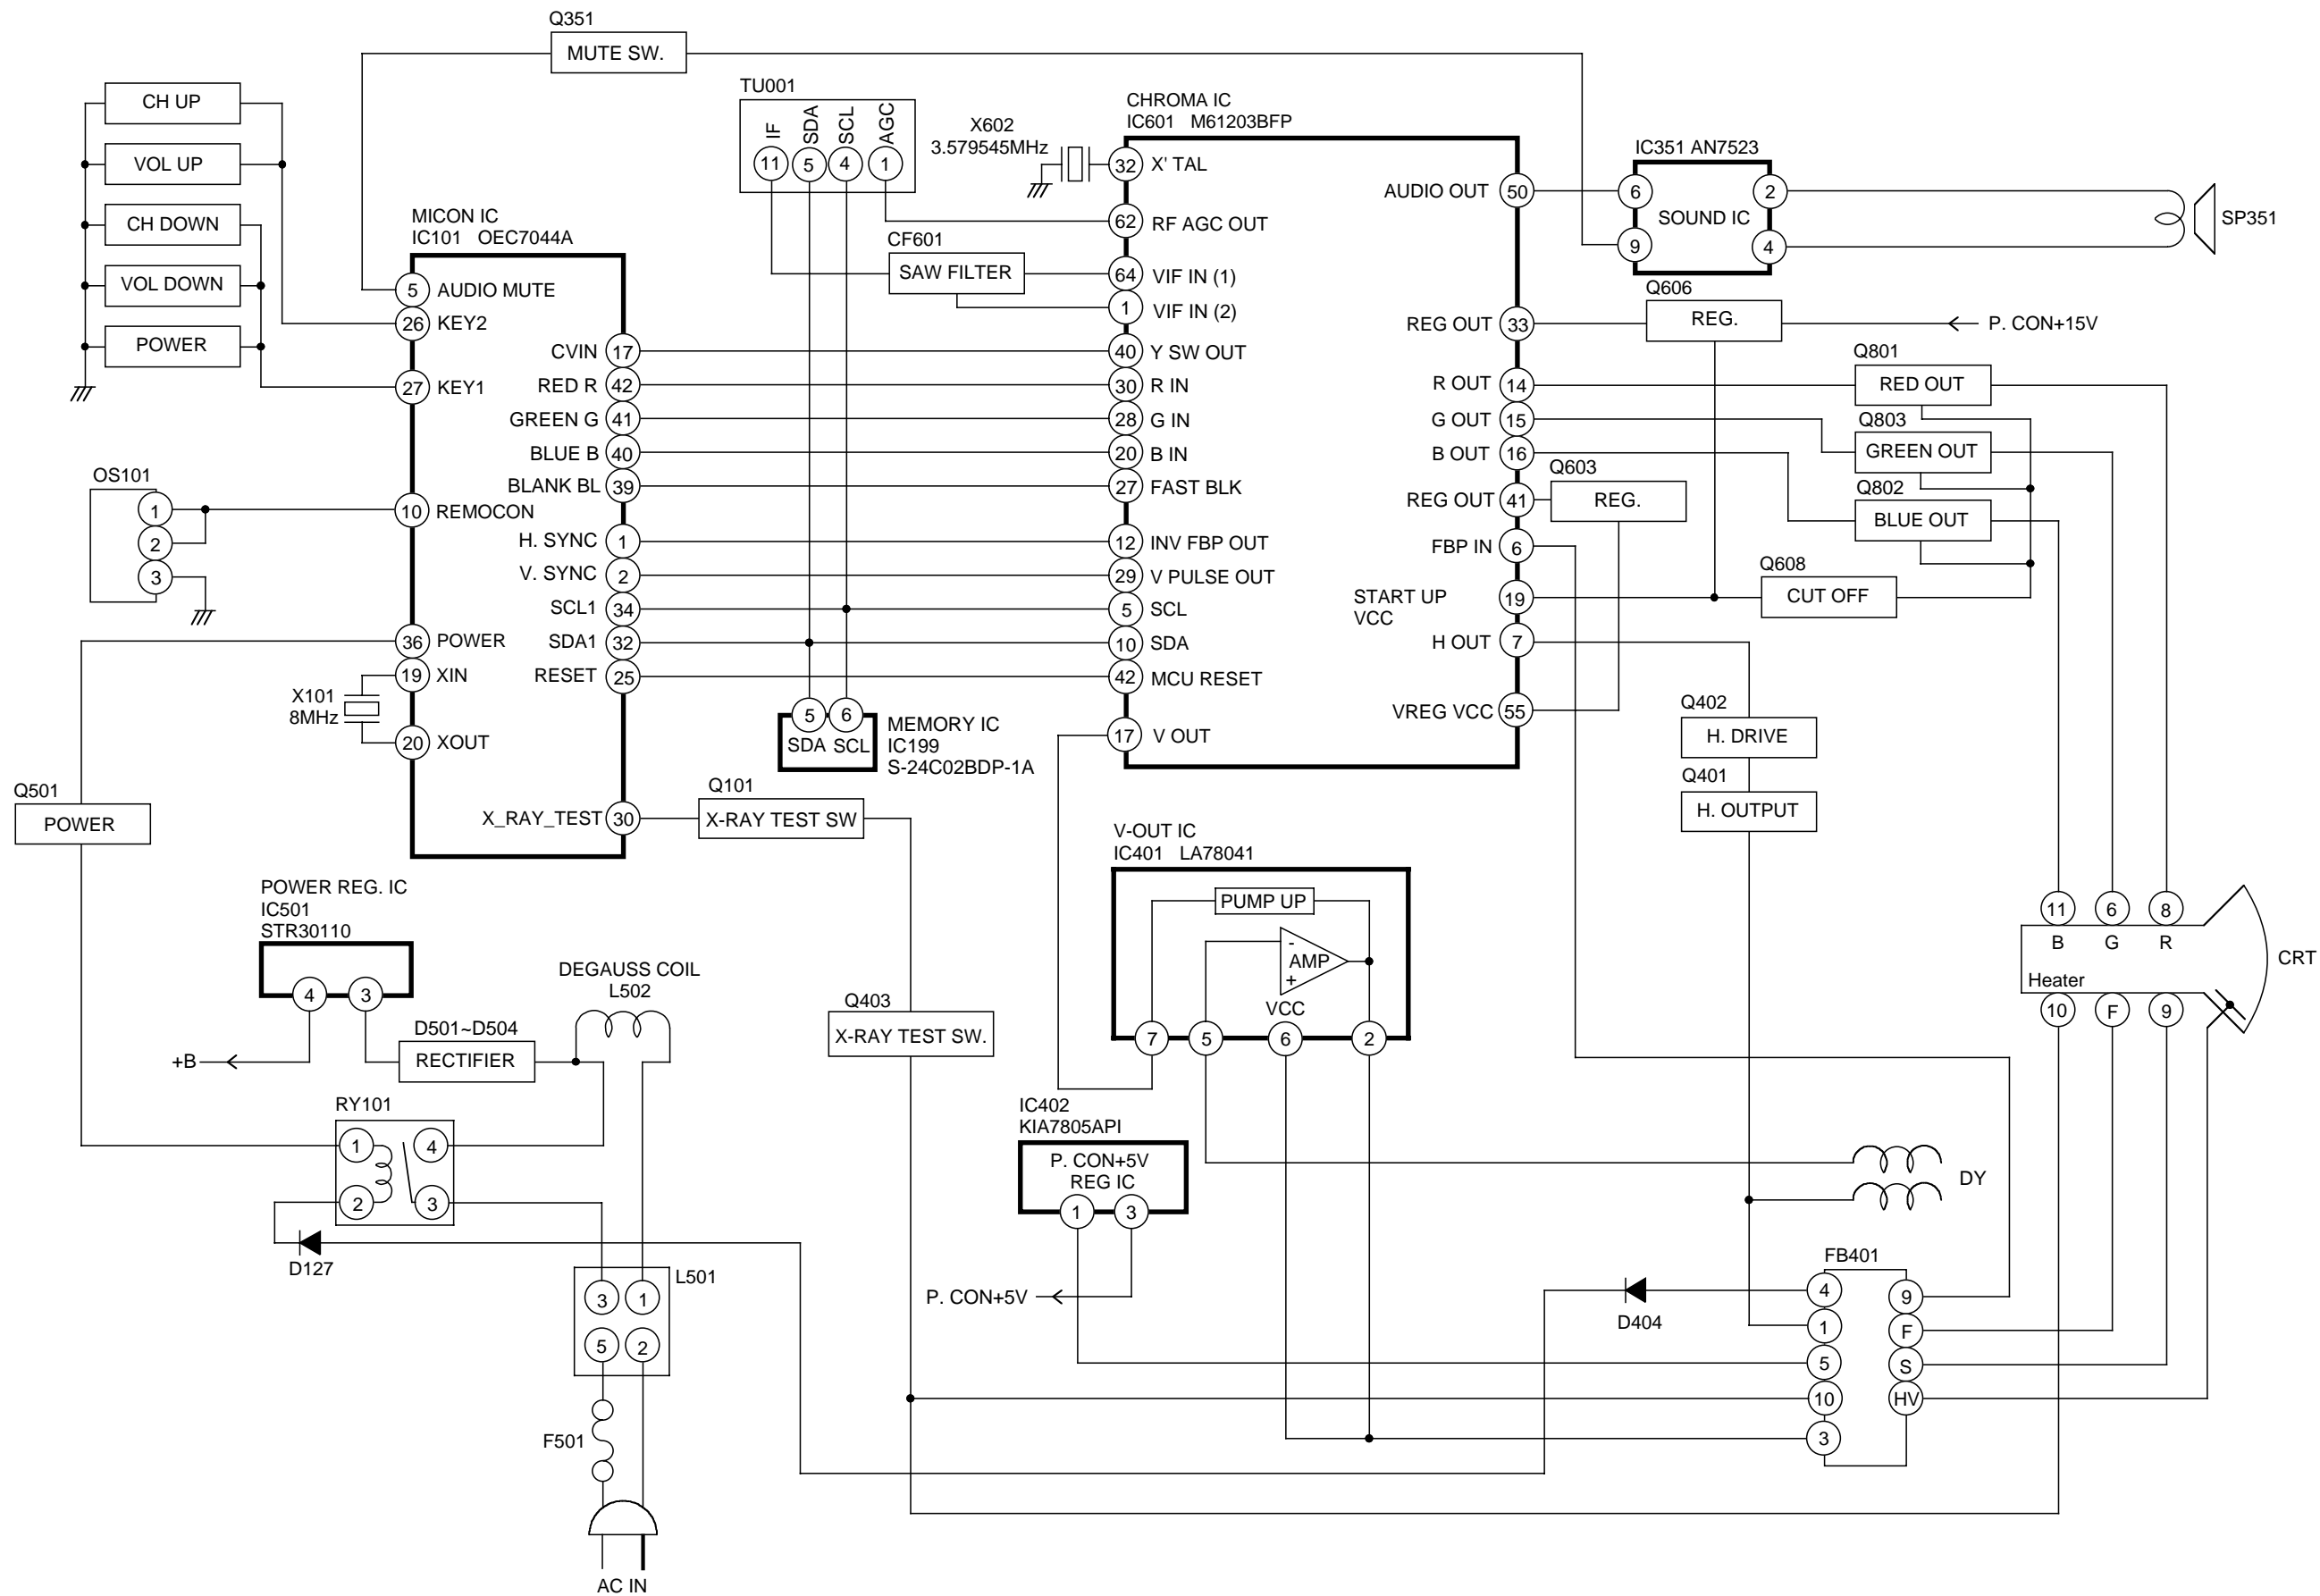 Q351
MUTE SW.
CH UP
VOL UP
CH DOWN
VOL DOWN
POWER
TU001
IF
SDA
SCL
AGC
11
5
4
1
X602
3.579545MHz
CHROMA IC
IC601 M61203BFP
32 X' TAL
62 RF AGC OUT
64 VIF IN (1)
1 VIF IN (2)
40 Y SW OUT
30 R IN
28 G IN
20 B IN
27 FAST BLK
12 INV FBP OUT
29 V PULSE OUT
5 SCL
10 SDA
42 MCU RESET
17 V OUT
AUDIO OUT 50
REG OUT 33
R OUT 14
G OUT 15
B OUT 16
REG OUT 41
FBP IN 6
START UP
VCC
19
H OUT 7
VREG VCC 55
CF601
SAW FILTER
MICON IC
IC101 OEC7044A
5 AUDIO MUTE
26 KEY2
27 KEY1
10 REMOCON
36 POWER
19 XIN
20 XOUT
CVIN 17
RED R 42
GREEN G 41
BLUE B 40
BLANK BL 39
H. SYNC 1
V. SYNC 2
SCL1 34
SDA1 32
RESET 25
X_RAY_TEST 30
OS101
1
2
3
X101
8MHz
5
6
SDA SCL
MEMORY IC
IC199
S-24C02BDP-1A
IC351 AN7523
6
2
SOUND IC
9
4
SP351
Q606
REG.
P. CON+15V
Q801
RED OUT
Q803
GREEN OUT
Q802
BLUE OUT
Q603
REG.
Q608
CUT OFF
Q402
H. DRIVE
Q401
H. OUTPUT
Q501
POWER
Q101
X-RAY TEST SW
POWER REG. IC
IC501
STR30110
4
3
+B
D501~D504
RECTIFIER
DEGAUSS COIL
L502
Q403
X-RAY TEST SW.
V-OUT IC
IC401 LA78041
PUMP UP
-
AMP
+
VCC
7
5
6
2
11
6
8
B
G
R
Heater
10
F
9
CRT
RY101
1
4
2
3
D127
IC402
KIA7805API
P. CON+5V
REG IC
1
3
P. CON+5V
DY
L501
3
1
5
2
F501
AC IN
D404
FB401
4
1
5
10
3
9
F
S
HV